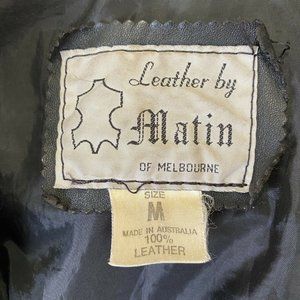 Leather by
Matin
OF MELBOURNE
SIZE
M
MADE IN AUSTRALIA
100%
LEATHER